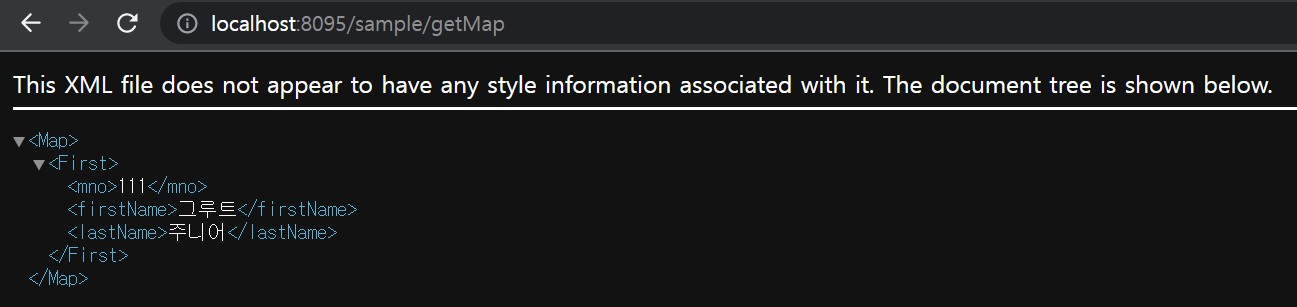 localhost:8095/sample/getMap
This XML file does not appear to have any style information associated with it. The document tree is shown below.
▼<Map>
▼<First>
<mno>111</mno>
<firstName>그루트</firstName>
<lastName>주니어</lastName>
</First>
</Map>